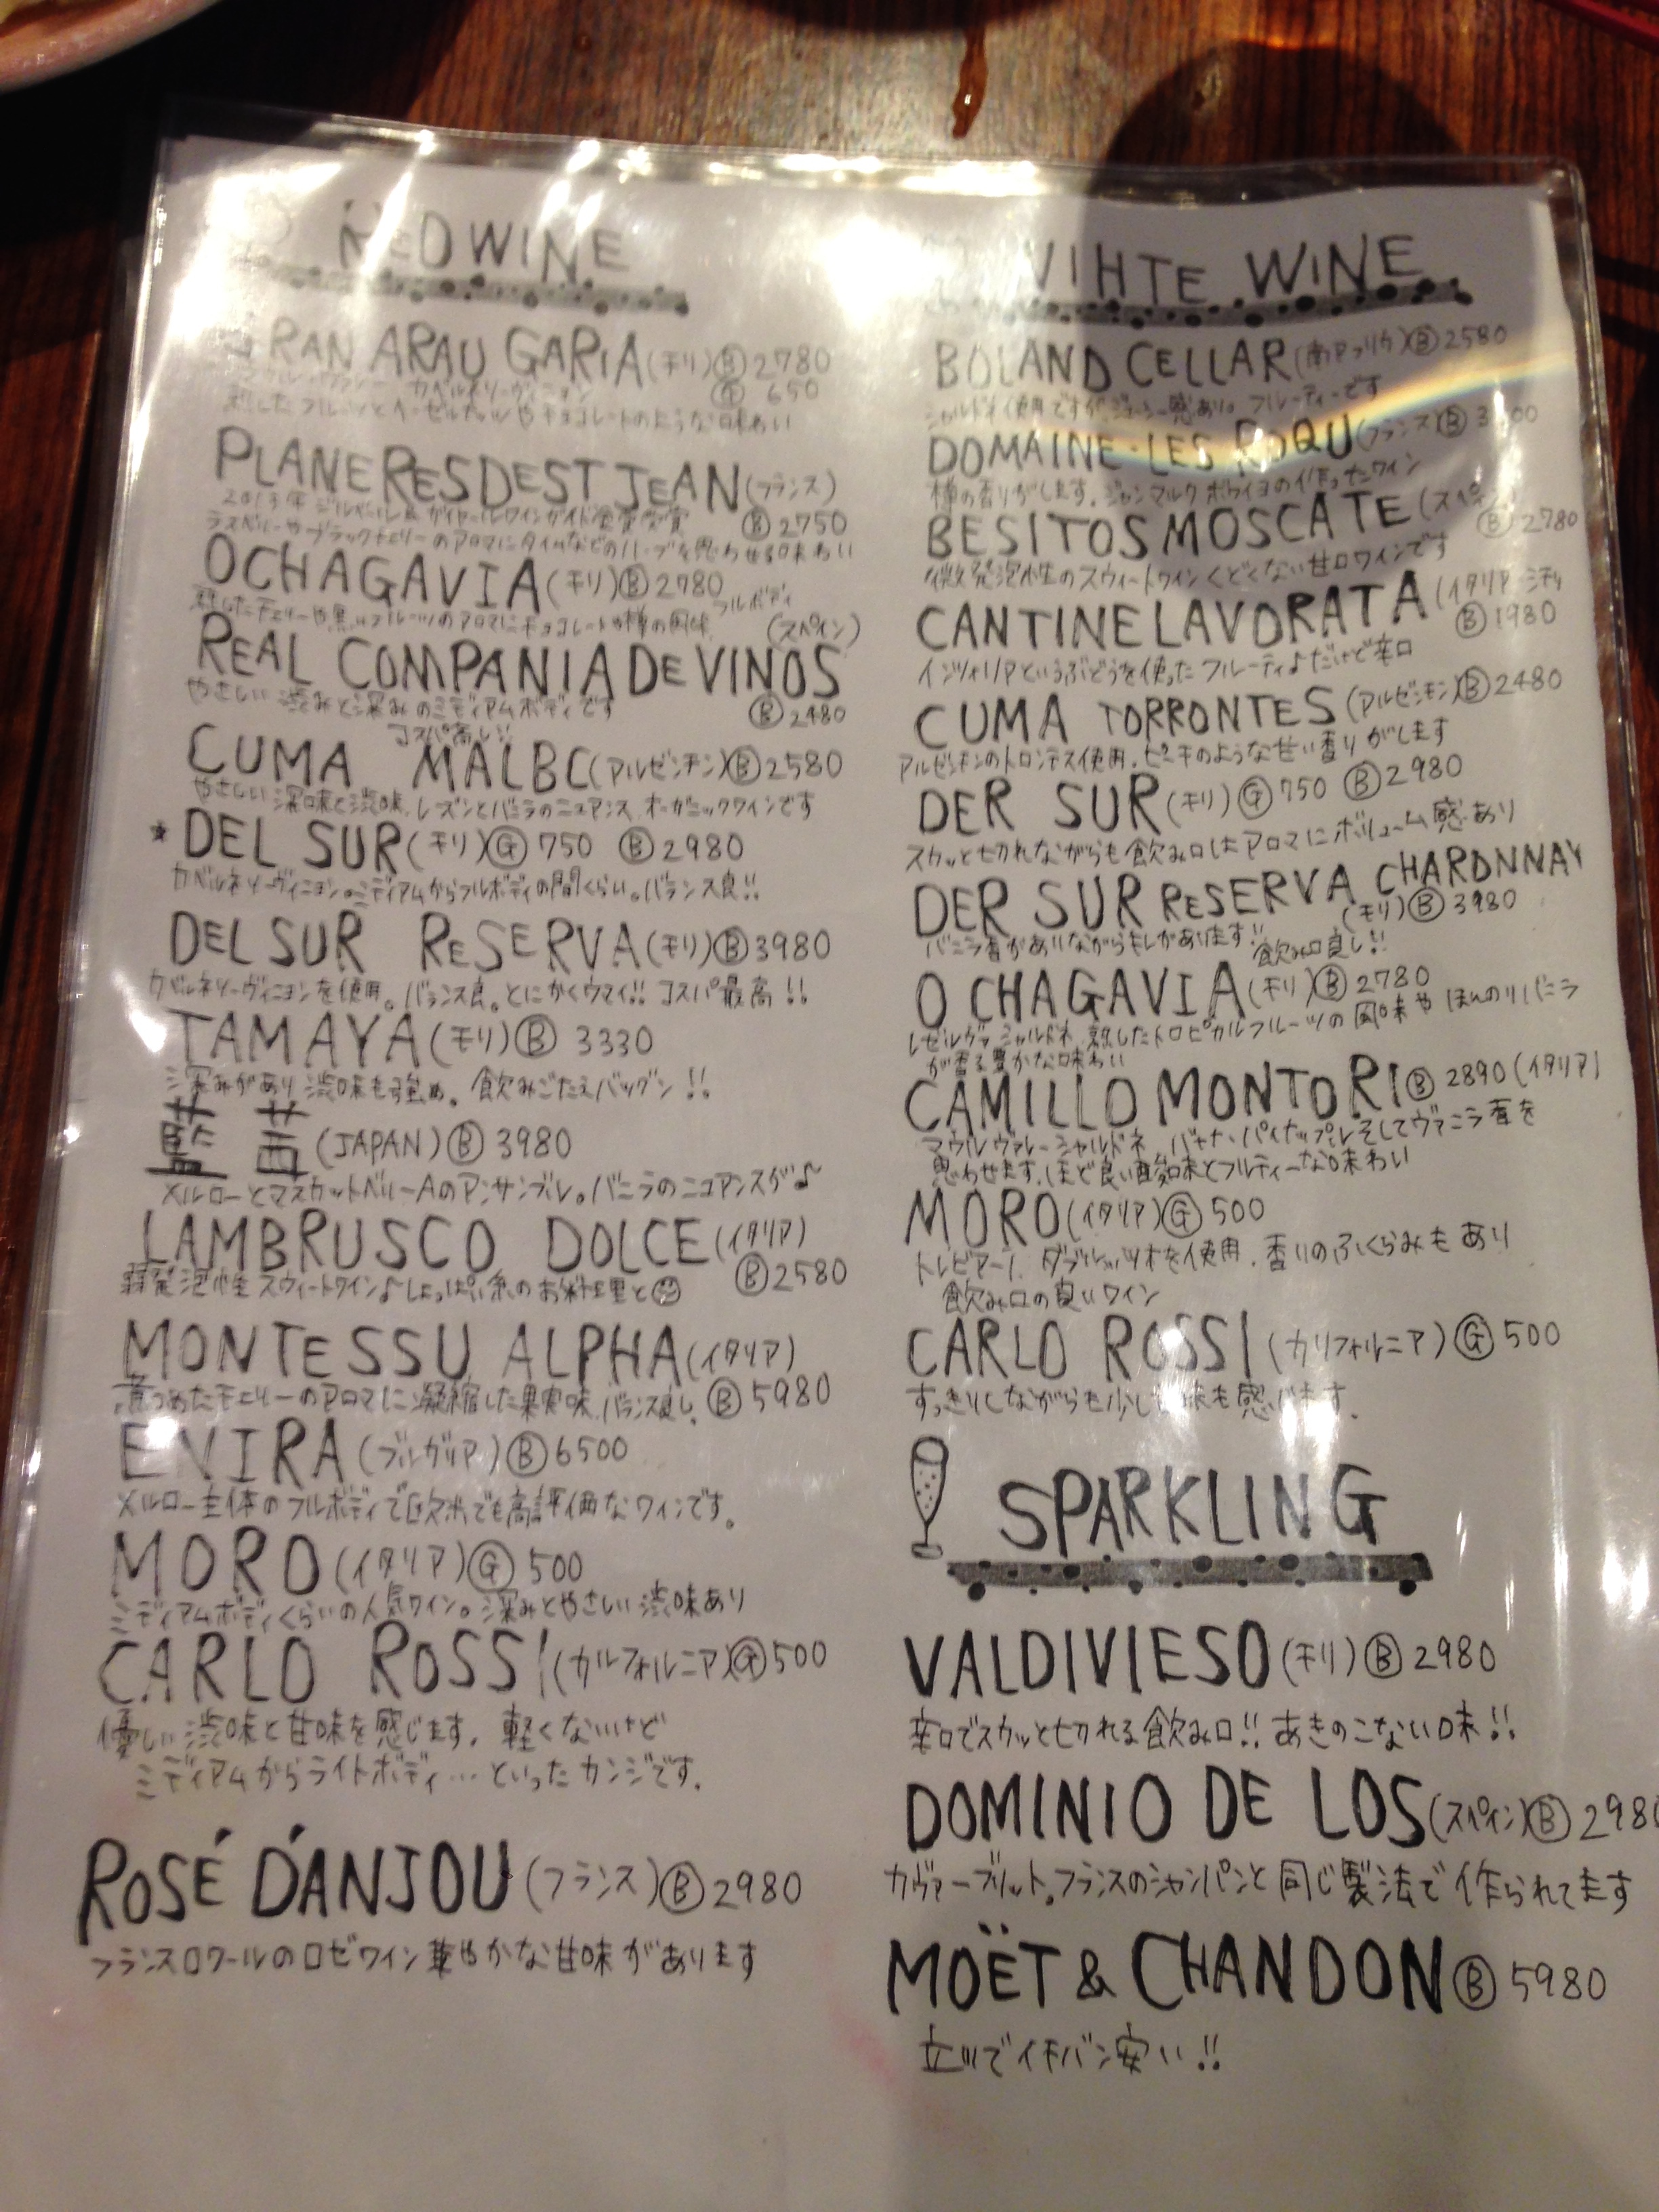 RED WINE
GRAN ARAU GARIA(チリ)Ⓑ2780
カベルネソーヴィニョン Ⓖ 650
熟したフルーツとヘーゼルナッツやチョコレートのような味わい
PLANERES DEST JEAN(フランス)
2013年 ジルベール&ガイヤールワインガイド金賞受賞 Ⓑ2750
ラズベリーやブラックチェリーのアロマにタイムなどのハーブを思わせる味わい
OCHAGAVIA(チリ)Ⓑ2780
熟したチェリーや黒いフルーツのアロマにチョコレートや樽の風味 フルボディ
(スペイン)
REAL COMPANIA DE VINOS
やさしい渋みと深みのミディアムボディです Ⓑ2480
コスパ高し!!
CUMA MALBC(アルゼンチン)Ⓑ2580
やさしい深味と渋味、レーズンとバニラのニュアンス、オーガニックワインです
★DEL SUR(チリ)Ⓖ750 Ⓑ2980
カベルネソーヴィニョン。ミディアムからフルボディの間くらい。バランス良!!
DEL SUR RESERVA(チリ)Ⓑ3980
カベルネソーヴィニョンを使用。バランス良。とにかくウマイ!! コスパ最高!!
TAMAYA(チリ)Ⓑ 3330
深みがあり渋味も強め。飲みごたえバツグン!!
藍茜(JAPAN)Ⓑ3980
メルローとマスカットベリーAのアンサンブル。バニラのニュアンスが♪
LAMBRUSCO DOLCE(イタリア)
弱発泡性スウィートワイン♪しょっぱい系のお料理と☺ Ⓑ2580
MONTESSU ALPHA(イタリア)
煮つめたチェリーのアロマに凝縮した果実味、バランス良し。Ⓑ5980
ENIRA(ブルガリア)Ⓑ6500
メルロー主体のフルボディで欧米でも高評価なワインです。
MORO(イタリア)Ⓖ500
ミディアムボディくらいの人気ワイン。深みとやさしい渋味あり
CARLO ROSSI(カルフォルニア)Ⓖ500
優しい渋味と甘味を感じます。軽くないけど
ミディアムからライトボディ…といったカンジです。
ROSÉ D'ANJOU(フランス)Ⓑ2980
フランスロワールのロゼワイン華やかな甘味があります
VIHTE WINE
BOLAND CELLAR(南アフリカ)Ⓑ2580
シャルドネ使用ですが、ジューシー感あり。フルーティーです
DOMAINE・LES ROQU(フランス)Ⓑ
樽の香りがします。ジャンマルク ボワイヨの作ったワイン
BESITOS MOSCATE(スペ
Ⓑ2780
微発泡性のスウィートワイン くどくない甘口ワインです
CANTINE LAVORATA(イタリア
Ⓑ1980
インツォリアというぶどうを使ったフルーティ♪だけど辛口
CUMA TORRONTES(アルゼンチン)Ⓑ2480
アルゼンチンのトロンテス使用。ピーチのような甘い香りがします
DER SUR(チリ)Ⓖ750 Ⓑ2980
スカッと切れながらも飲み口したアロマにボリューム感あり
DER SUR RESERVA CHARDNNAY
(チリ)Ⓑ3980
バニラ香がありながらキレがあります!! 飲み口良し!!
O CHAGAVIA(チリ)Ⓑ2780
レゼルヴァシャルドネ 熟したトロピカルフルーツの風味やほんのりバニラ
が香る豊かな味わい
CAMILLO MONTORIⒷ2890(イタリア)
マウルヴァレーシャルドネ バナナ、パイナップルそしてヴァニラ香を
思わせます。ほど良い酸味とフルティーな味わい
MORO(イタリア)Ⓖ500
トレビアーノ、ダブルッツオを使用、香りのふくらみもあり
飲み口の良いワイン
CARLO ROSSI(カリフォルニア)Ⓖ500
すっきりしながらも少し甘味も感じます。
SPARKLING
VALDIVIESO(チリ)Ⓑ2980
辛口でスカッと切れる飲み口!! あきのこない味!!
DOMINIO DE LOS(スペイン)Ⓑ2980
カヴァーブリュット。フランスのシャンパンと同じ製法で作られてます
MOËT & CHANDONⒷ5980
立川でイチバン安い!!